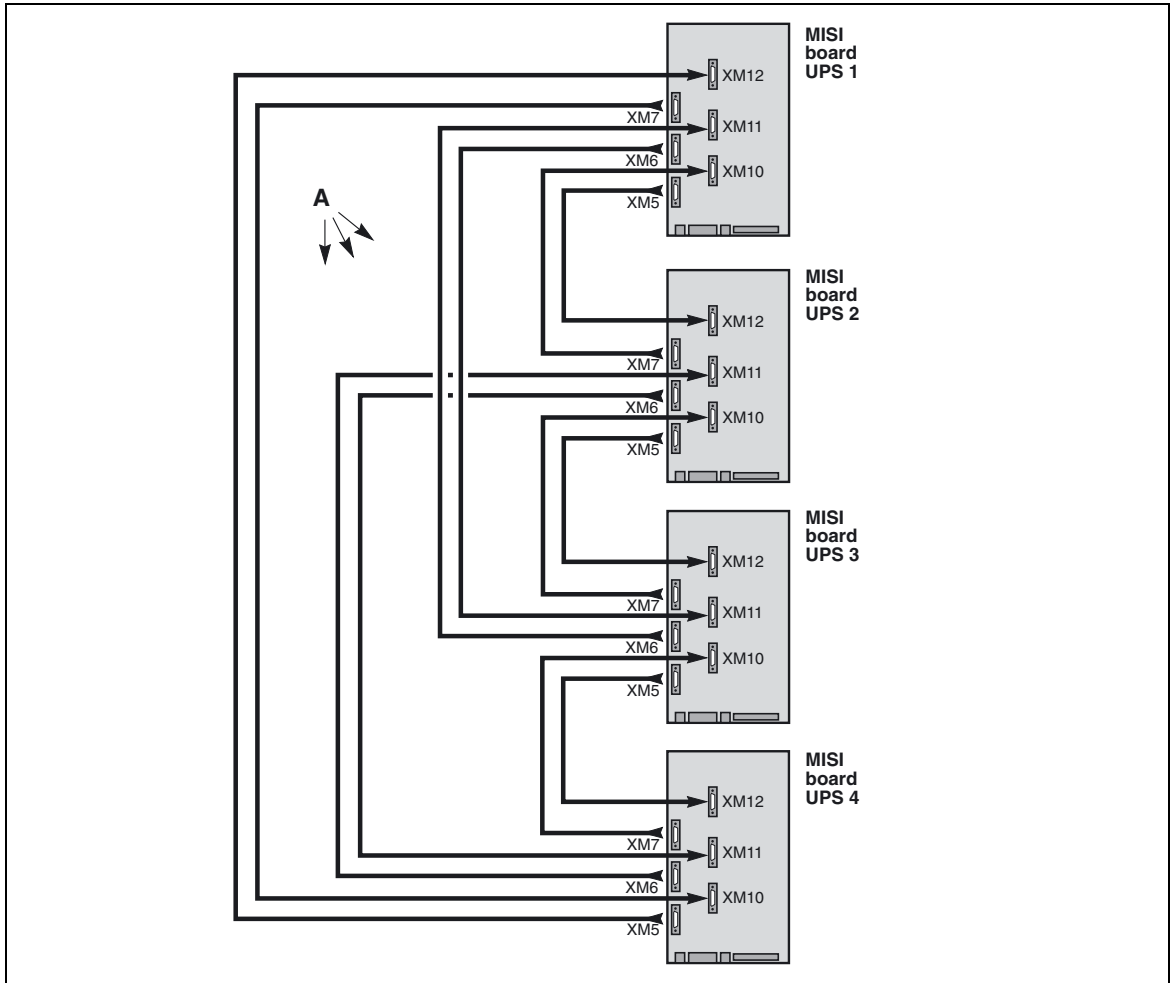 MISI
board
UPS 1
XM12
XM7
XM11
XM6
XM10
XM5
A
MISI
board
UPS 2
XM12
XM7
XM11
XM6
XM10
XM5
MISI
board
UPS 3
XM12
XM7
XM11
XM6
XM10
XM5
MISI
board
UPS 4
XM12
XM7
XM11
XM6
XM10
XM5